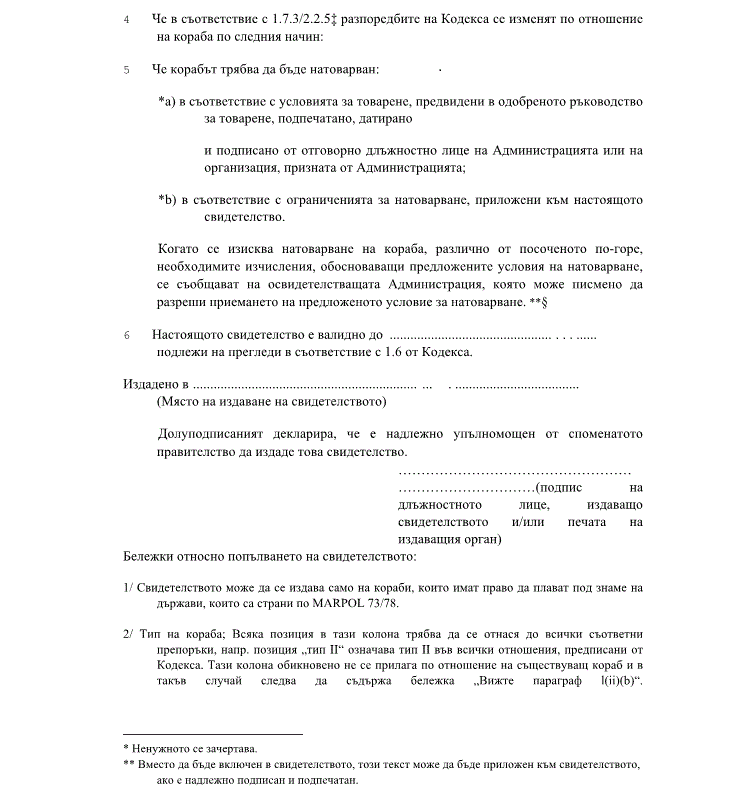 4 Че в съответствие с 1.7.3/2.2.5‡ разпоредбите на Кодекса се изменят по отношение
на кораба по следния начин:
5 Че корабът трябва да бъде натоварван: .
*a) в съответствие с условията за товарене, предвидени в одобреното ръководство
за товарене, подпечатано, датирано
и подписано от отговорно длъжностно лице на Администрацията или на
организация, призната от Администрацията;
*b) в съответствие с ограниченията за натоварване, приложени към настоящото
свидетелство.
Когато се изисква натоварване на кораба, различно от посоченото по-горе,
необходимите изчисления, обосноваващи предложените условия на натоварване,
се съобщават на освидетелстващата Администрация, която може писмено да
разреши приемането на предложеното условие за натоварване. **§
6 Настоящото свидетелство е валидно до ............................................... . . . ......
подлежи на прегледи в съответствие с 1.6 от Кодекса.
Издадено в ................................................................. ... . ....................................
(Място на издаване на свидетелството)
Долуподписаният декларира, че е надлежно упълномощен от споменатото
правителство да издаде това свидетелство.
……………………………………………
…………………………(подпис на
длъжностното лице, издаващо
свидетелството и/или печата на
издаващия орган)
Бележки относно попълването на свидетелството:
1/ Свидетелството може да се издава само на кораби, които имат право да плават под знаме на
държави, които са страни по MARPOL 73/78.
2/ Тип на кораба; Всяка позиция в тази колона трябва да се отнася до всички съответни
препоръки, напр. позиция „тип II“ означава тип II във всички отношения, предписани от
Кодекса. Тази колона обикновено не се прилага по отношение на съществуващ кораб и в
такъв случай следва да съдържа бележка „Вижте параграф l(ii)(b)“.
* Ненужното се зачертава.
** Вместо да бъде включен в свидетелството, този текст може да бъде приложен към свидетелството,
ако е надлежно подписан и подпечатан.